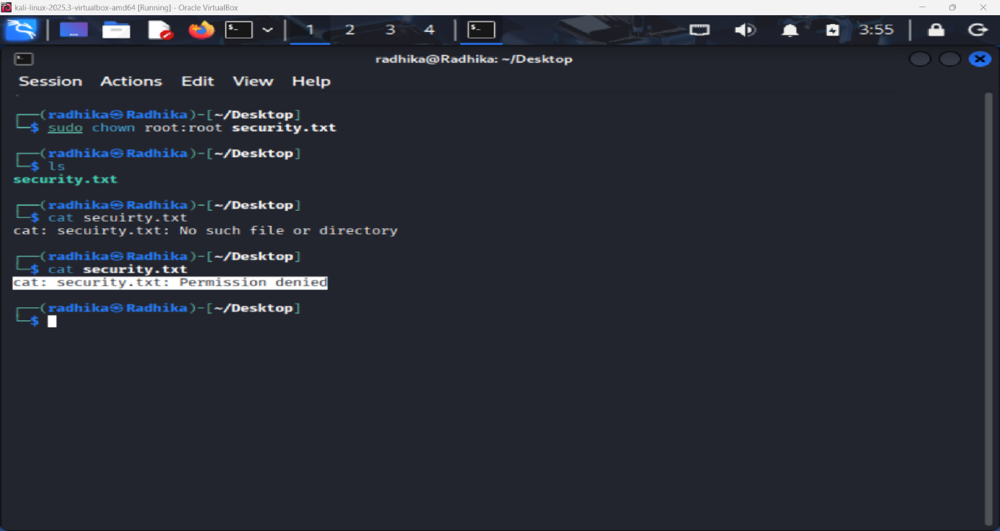 kali-linux-2025.3-virtualbox-amd64 [Running] - Oracle VirtualBox
1 2 3 4 3:55
radhika@Radhika: ~/Desktop
Session Actions Edit View Help
┌──(radhika㉿Radhika)-[~/Desktop]
└─$ sudo chown root:root security.txt
┌──(radhika㉿Radhika)-[~/Desktop]
└─$ ls
security.txt
┌──(radhika㉿Radhika)-[~/Desktop]
└─$ cat secuirty.txt
cat: secuirty.txt: No such file or directory
┌──(radhika㉿Radhika)-[~/Desktop]
└─$ cat security.txt
cat: security.txt: Permission denied
┌──(radhika㉿Radhika)-[~/Desktop]
└─$